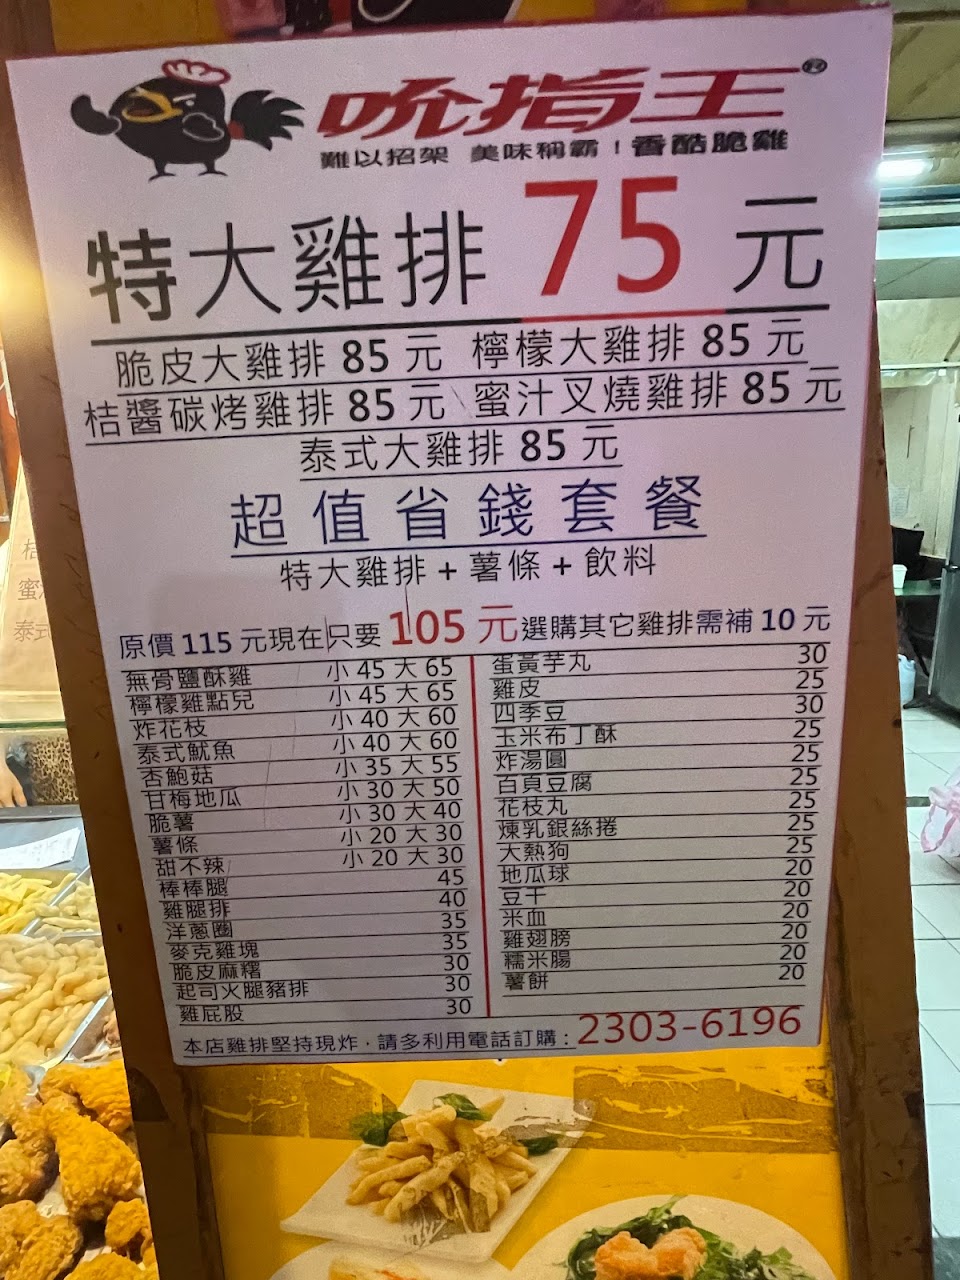 吮指王®
難以招架 美味稱霸!香酷脆雞
特大雞排 75 元
脆皮大雞排 85 元 檸檬大雞排 85 元
桔醬碳烤雞排 85 元 蜜汁叉燒雞排 85 元
泰式大雞排 85 元
超值省錢套餐
特大雞排+薯條+飲料
原價 115 元現在只要 105 元選購其它雞排需補 10 元
無骨鹽酥雞 小 45 大 65
檸檬雞點兒 小 45 大 65
炸花枝 小 40 大 60
泰式魷魚 小 40 大 60
杏鮑菇 小 35 大 55
甘梅地瓜 小 30 大 50
脆薯 小 30 大 40
薯條 小 20 大 30
甜不辣 小 20 大 30
棒棒腿 45
雞腿排 40
洋蔥圈 35
麥克雞塊 35
脆皮麻糬 30
起司火腿豬排 30
雞屁股 30
蛋黃芋丸 30
雞皮 25
四季豆 30
玉米布丁酥 25
炸湯圓 25
百頁豆腐 25
花枝丸 25
煉乳銀絲捲 25
大熱狗 25
地瓜球 20
豆干 20
米血 20
雞翅膀 20
糯米腸 20
薯餅 20
本店雞排堅持現炸·請多利用電話訂購:2303-6196
桔
蜜
泰式